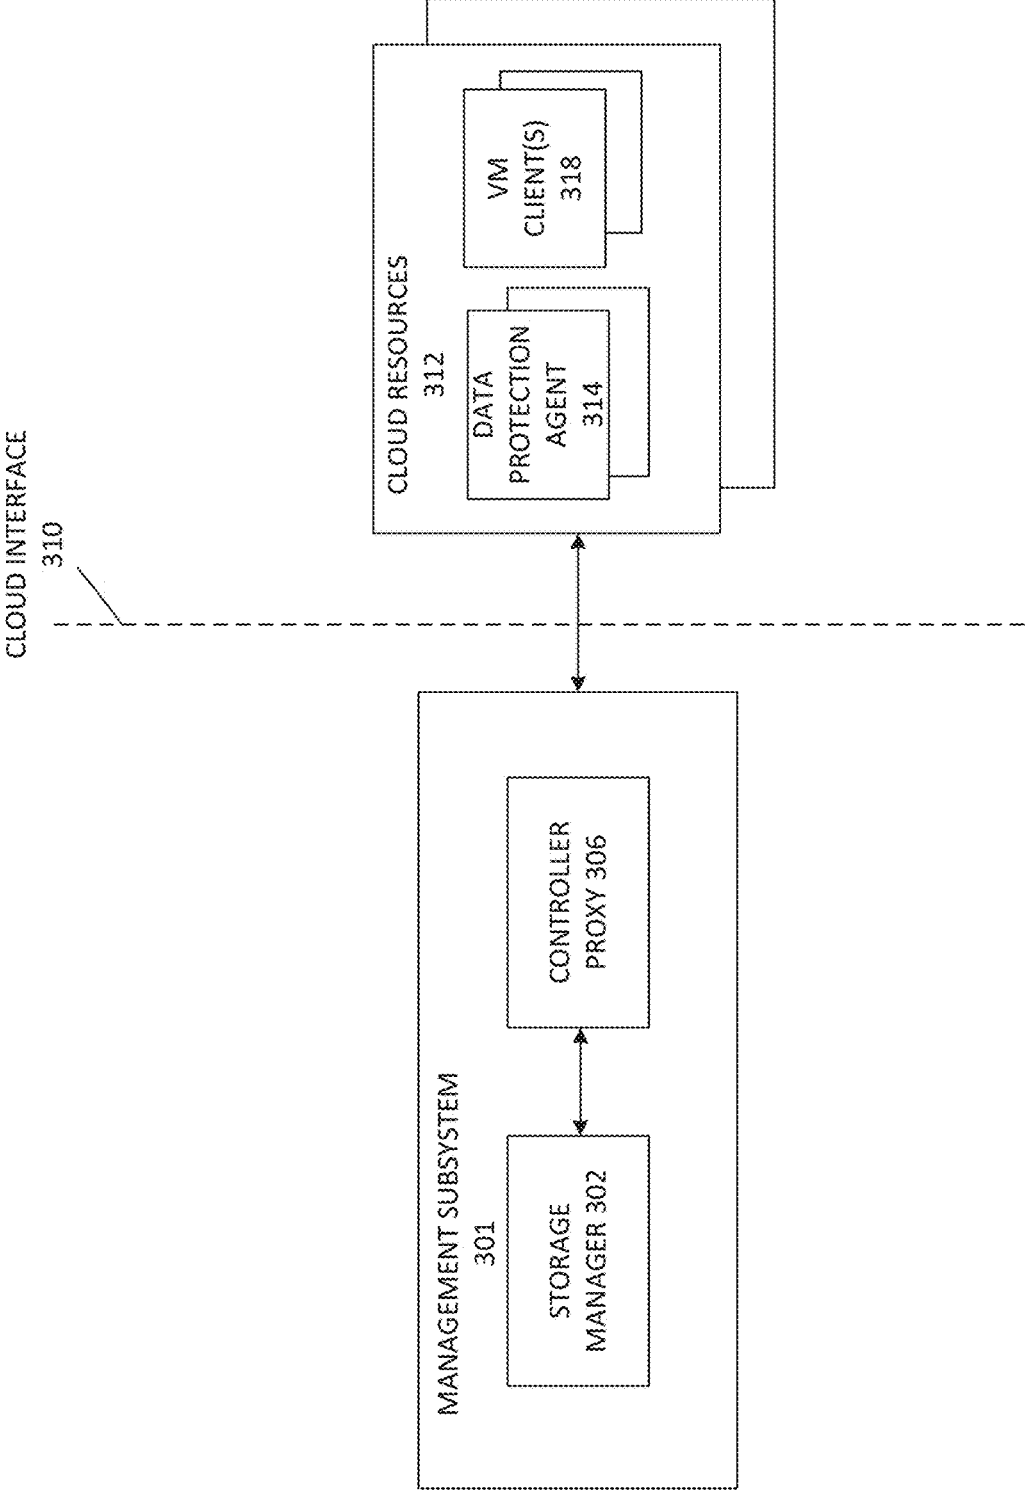 CLOUD INTERFACE
310
MANAGEMENT SUBSYSTEM
301
STORAGE
MANAGER 302
CONTROLLER
PROXY 306
CLOUD RESOURCES
312
DATA
PROTECTION
AGENT
314
VM
CLIENT(S)
318